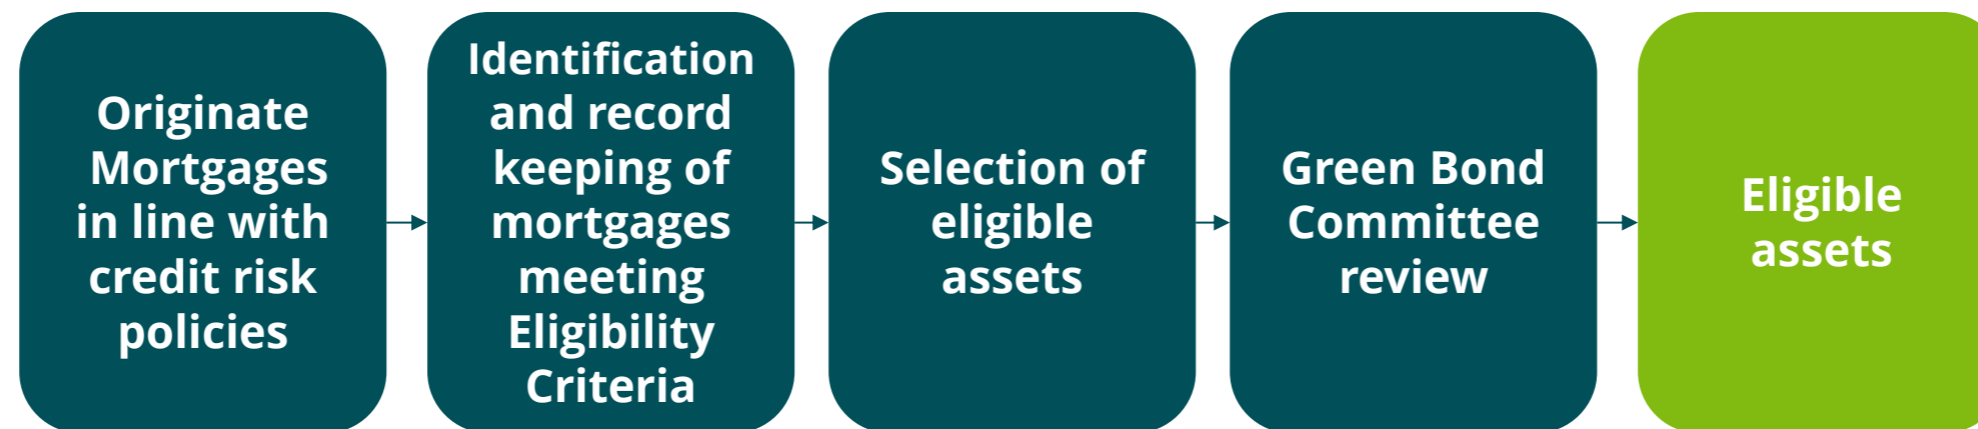 Originate
Mortgages
in line with
credit risk
policies
Identification
and record
keeping of
mortgages
meeting
Eligibility
Criteria
Selection of
eligible
assets
Green Bond
Committee
review
Eligible
assets